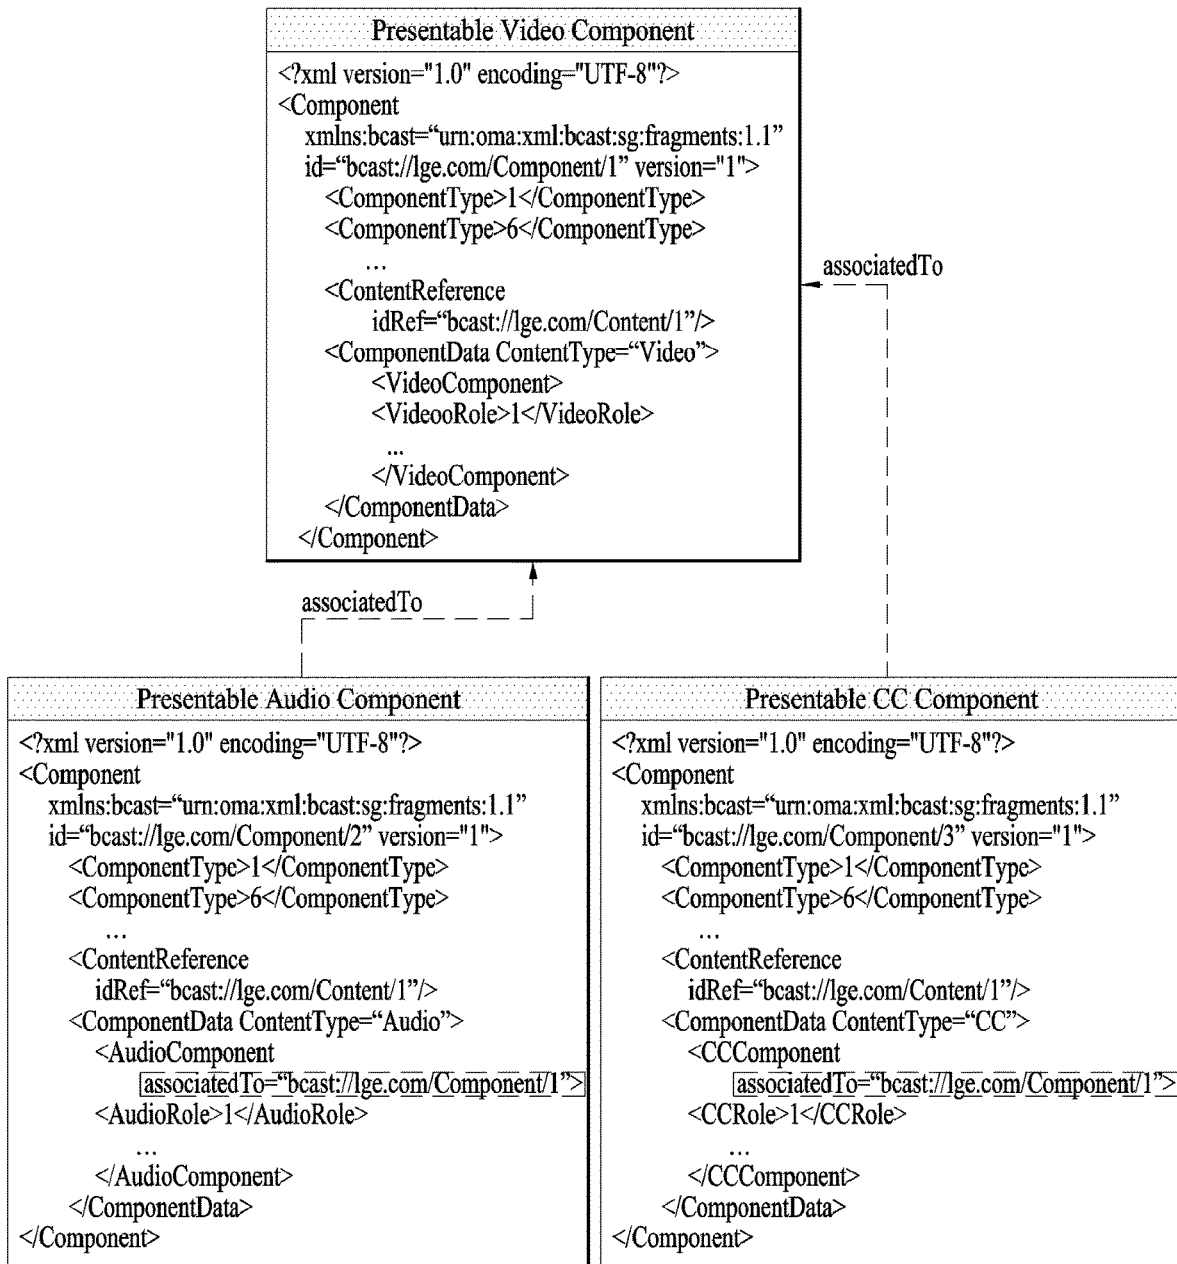 Presentable Video Component
<?xml version="1.0" encoding="UTF-8"?>
<Component
xmlns:bcast=“urn:oma:xml:bcast:sg:fragments:1.1”
id=“bcast://lge.com/Component/1” version="1">
<ComponentType>1</ComponentType>
<ComponentType>6</ComponentType>
...
<ContentReference
idRef=“bcast://lge.com/Content/1”/>
<ComponentData ContentType=“Video”>
<VideoComponent>
<VideooRole>1</VideoRole>
...
</VideoComponent>
</ComponentData>
</Component>
associatedTo
associatedTo
Presentable Audio Component
<?xml version="1.0" encoding="UTF-8"?>
<Component
xmlns:bcast=“urn:oma:xml:bcast:sg:fragments:1.1”
id=“bcast://lge.com/Component/2” version="1">
<ComponentType>1</ComponentType>
<ComponentType>6</ComponentType>
...
<ContentReference
idRef=“bcast://lge.com/Content/1”/>
<ComponentData ContentType=“Audio”>
<AudioComponent
associatedTo=“bcast://lge.com/Component/1”>
<AudioRole>1</AudioRole>
...
</AudioComponent>
</ComponentData>
</Component>
Presentable CC Component
<?xml version="1.0" encoding="UTF-8"?>
<Component
xmlns:bcast=“urn:oma:xml:bcast:sg:fragments:1.1”
id=“bcast://lge.com/Component/3” version="1">
<ComponentType>1</ComponentType>
<ComponentType>6</ComponentType>
...
<ContentReference
idRef=“bcast://lge.com/Content/1”/>
<ComponentData ContentType=“CC”>
<CCComponent
associatedTo=“bcast://lge.com/Component/1”>
<CCRole>1</CCRole>
...
</CCComponent>
</ComponentData>
</Component>